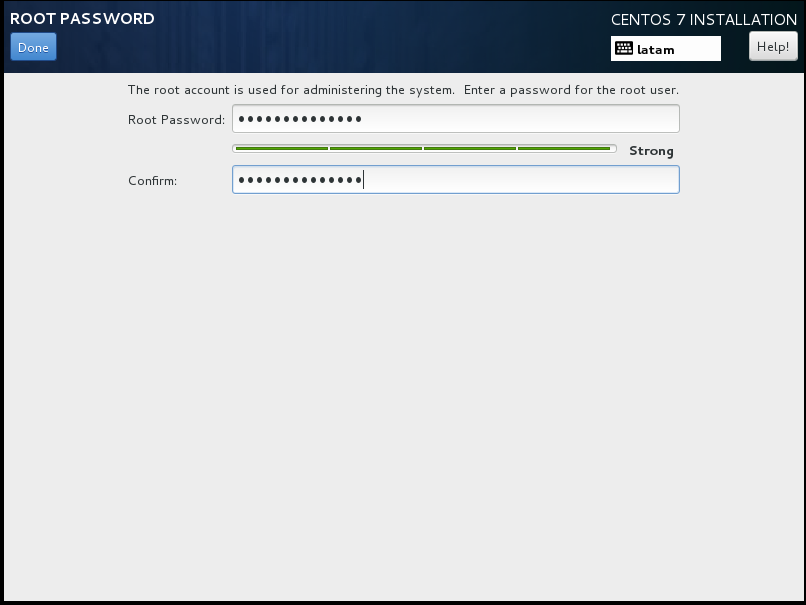 ROOT PASSWORD
CENTOS 7 INSTALLATION
Done
latam
Help!
The root account is used for administering the system.  Enter a password for the root user.
Root Password: ••••••••••••••
Strong
Confirm: ••••••••••••••